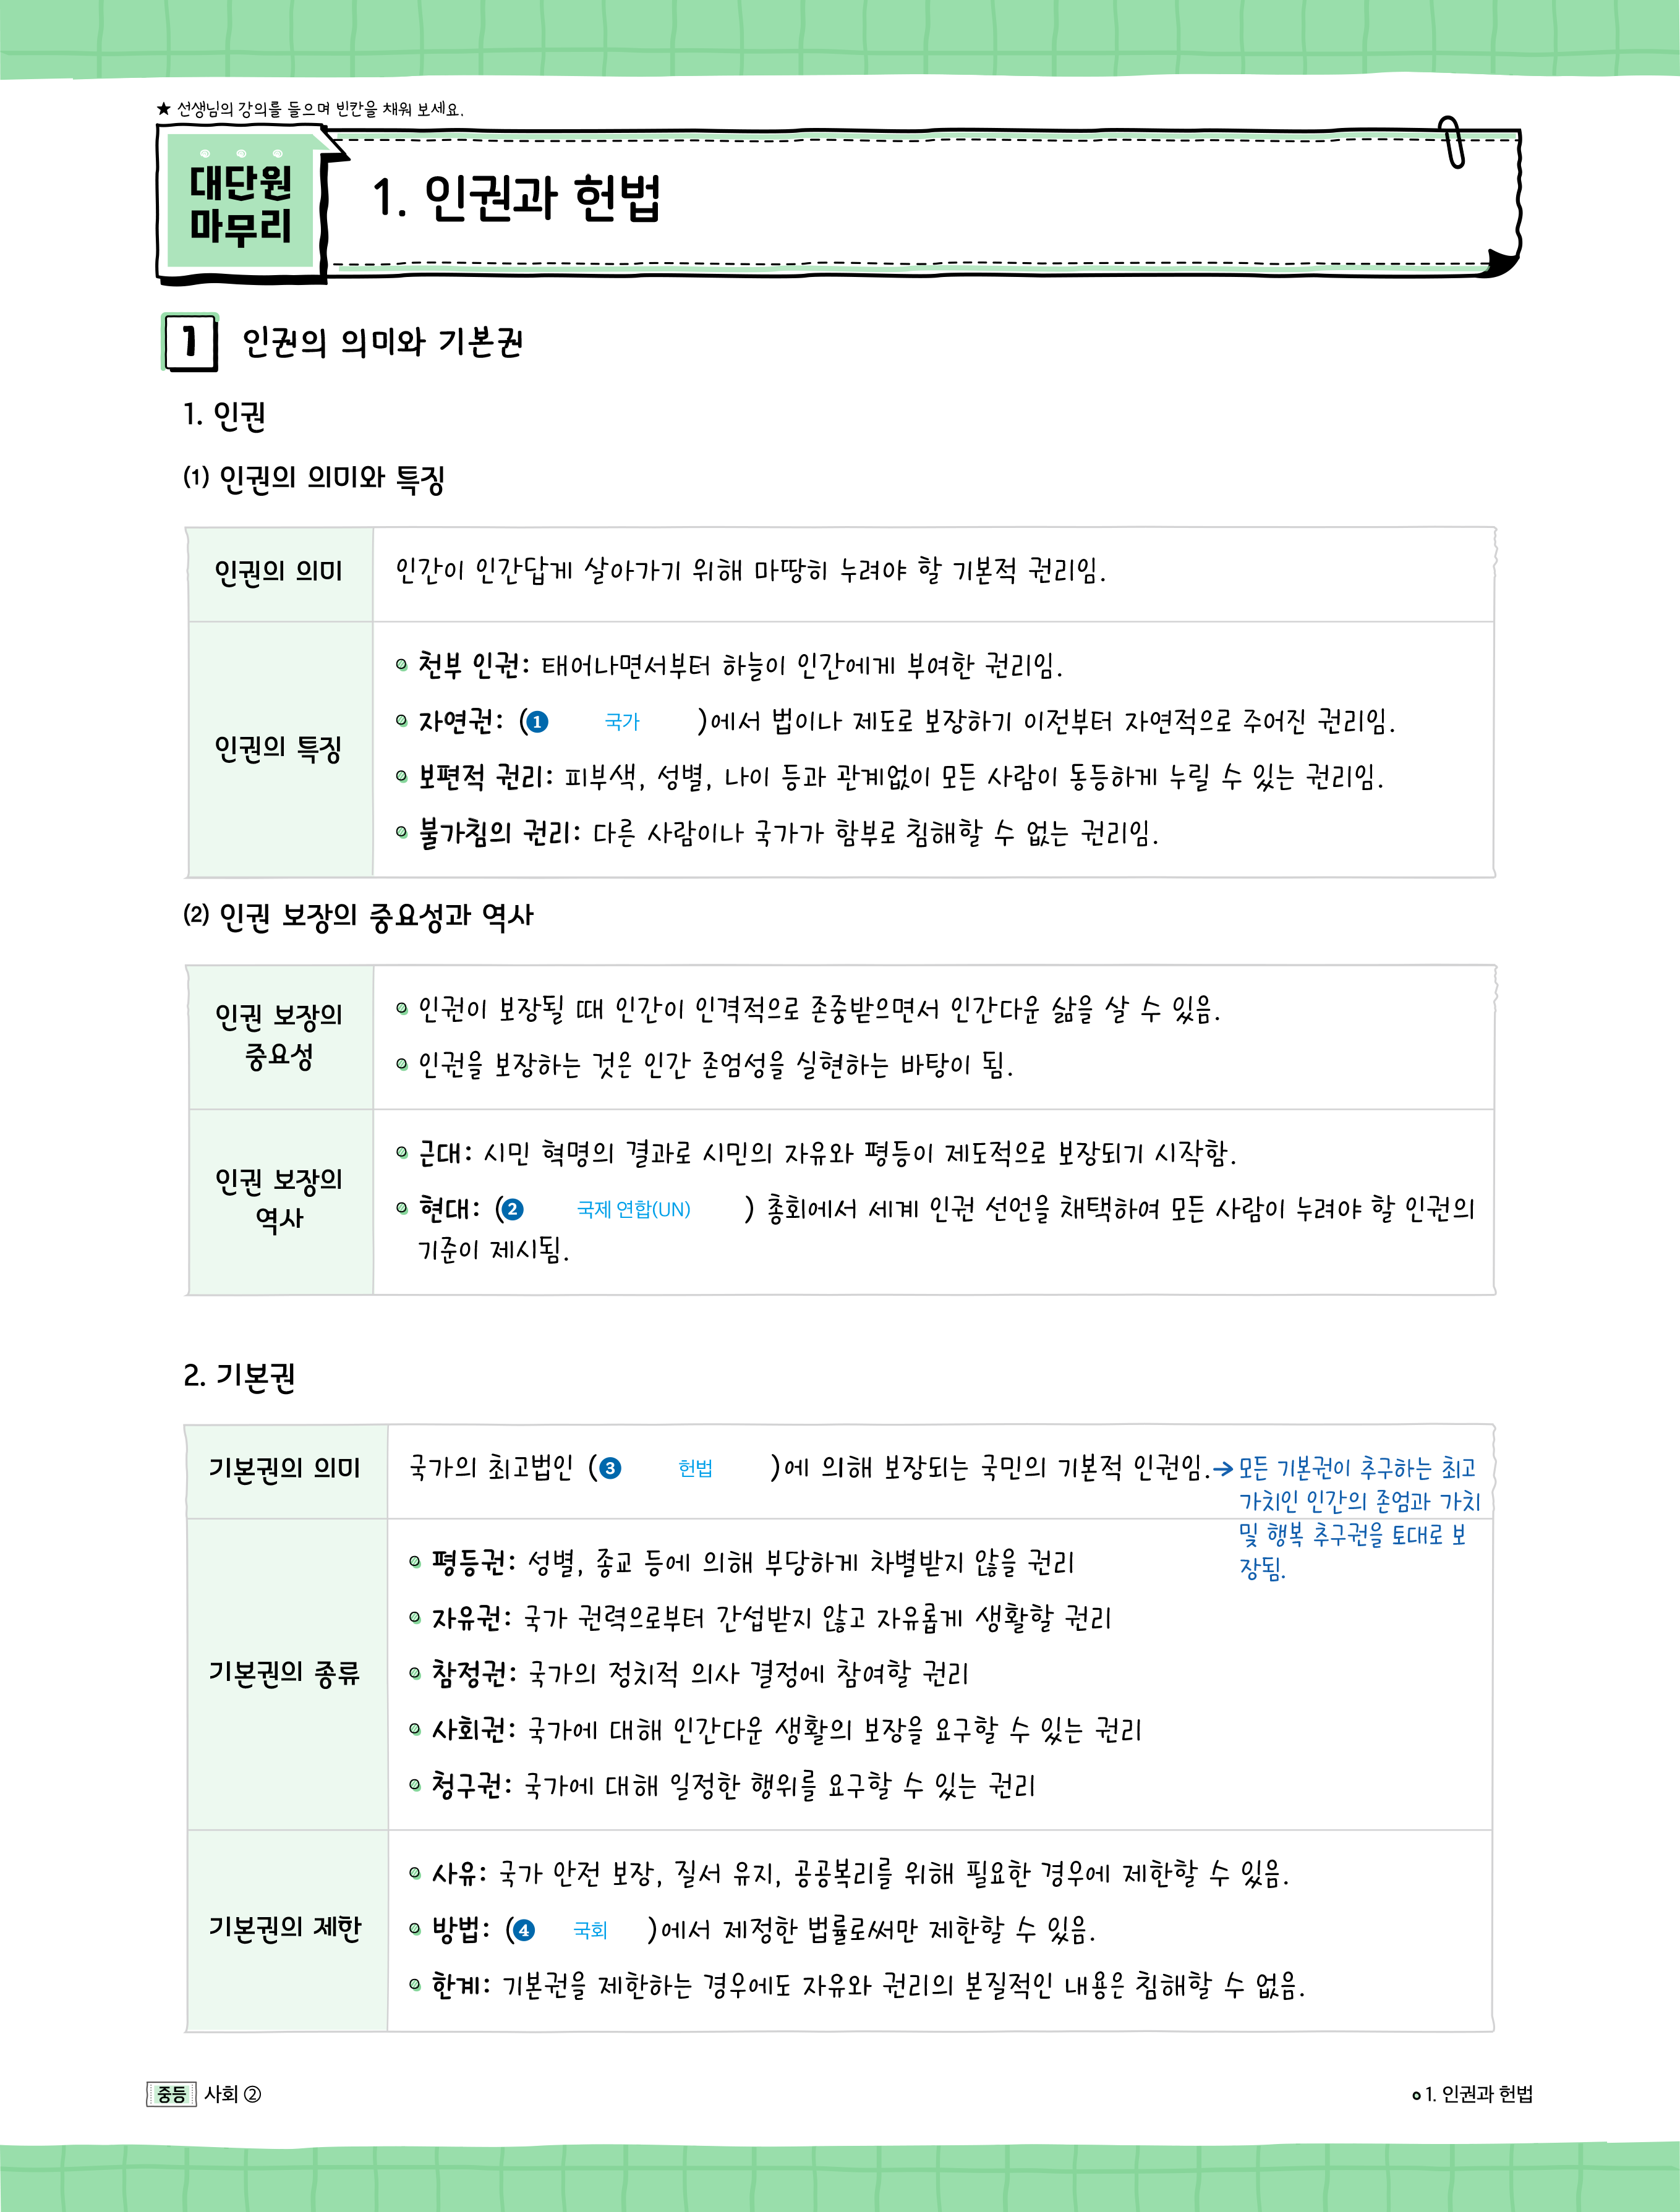 ★ 선생님의 강의를 들으며 빈칸을 채워 보세요.
대단원
마무리
1. 인권과 헌법
1 인권의 의미와 기본권
1. 인권
(1) 인권의 의미와 특징
인권의 의미
인간이 인간답게 살아가기 위해 마땅히 누려야 할 기본적 권리임.
인권의 특징
천부 인권: 태어나면서부터 하늘이 인간에게 부여한 권리임.
자연권: (❶ 국가 )에서 법이나 제도로 보장하기 이전부터 자연적으로 주어진 권리임.
보편적 권리: 피부색, 성별, 나이 등과 관계없이 모든 사람이 동등하게 누릴 수 있는 권리임.
불가침의 권리: 다른 사람이나 국가가 함부로 침해할 수 없는 권리임.
(2) 인권 보장의 중요성과 역사
인권 보장의
중요성
인권이 보장될 때 인간이 인격적으로 존중받으면서 인간다운 삶을 살 수 있음.
인권을 보장하는 것은 인간 존엄성을 실현하는 바탕이 됨.
인권 보장의
역사
근대: 시민 혁명의 결과로 시민의 자유와 평등이 제도적으로 보장되기 시작함.
현대: (❷ 국제 연합(UN) ) 총회에서 세계 인권 선언을 채택하여 모든 사람이 누려야 할 인권의
기준이 제시됨.
2. 기본권
기본권의 의미
국가의 최고법인 (❸ 헌법 )에 의해 보장되는 국민의 기본적 인권임.
→ 모든 기본권이 추구하는 최고
가치인 인간의 존엄과 가치
및 행복 추구권을 토대로 보
장됨.
기본권의 종류
평등권: 성별, 종교 등에 의해 부당하게 차별받지 않을 권리
자유권: 국가 권력으로부터 간섭받지 않고 자유롭게 생활할 권리
참정권: 국가의 정치적 의사 결정에 참여할 권리
사회권: 국가에 대해 인간다운 생활의 보장을 요구할 수 있는 권리
청구권: 국가에 대해 일정한 행위를 요구할 수 있는 권리
기본권의 제한
사유: 국가 안전 보장, 질서 유지, 공공복리를 위해 필요한 경우에 제한할 수 있음.
방법: (❹ 국회 )에서 제정한 법률로써만 제한할 수 있음.
한계: 기본권을 제한하는 경우에도 자유와 권리의 본질적인 내용은 침해할 수 없음.
중등 사회 ②
1. 인권과 헌법